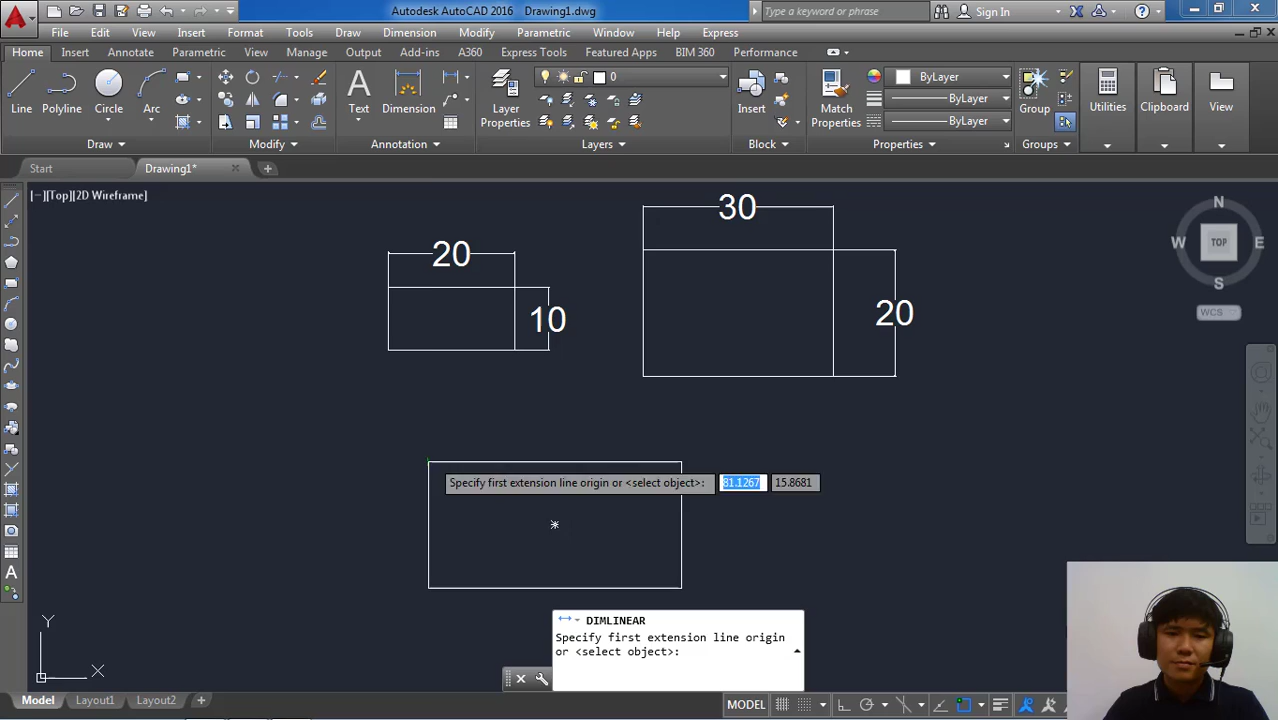 Autodesk AutoCAD 2016 Drawing1.dwg
Type a keyword or phrase
Sign In
File Edit View Insert Format Tools Draw Dimension Modify Parametric Window Help Express
Home Insert Annotate Parametric View Manage Output Add-ins A360 Express Tools Featured Apps BIM 360 Performance
0
ByLayer
ByLayer
ByLayer
Line Polyline Circle Arc
Text Dimension
Layer Properties
Insert
Match Properties
Group
Utilities
Clipboard
View
Draw Modify Annotation Layers Block Properties Groups
Start Drawing1*
[−][Top][2D Wireframe]
N
W TOP E
S
WCS
30
20
10
20
Specify first extension line origin or <select object>: 81.1267 15.8681
DIMLINEAR
Specify first extension line origin
or <select object>:
Y
X
Model Layout1 Layout2
MODEL